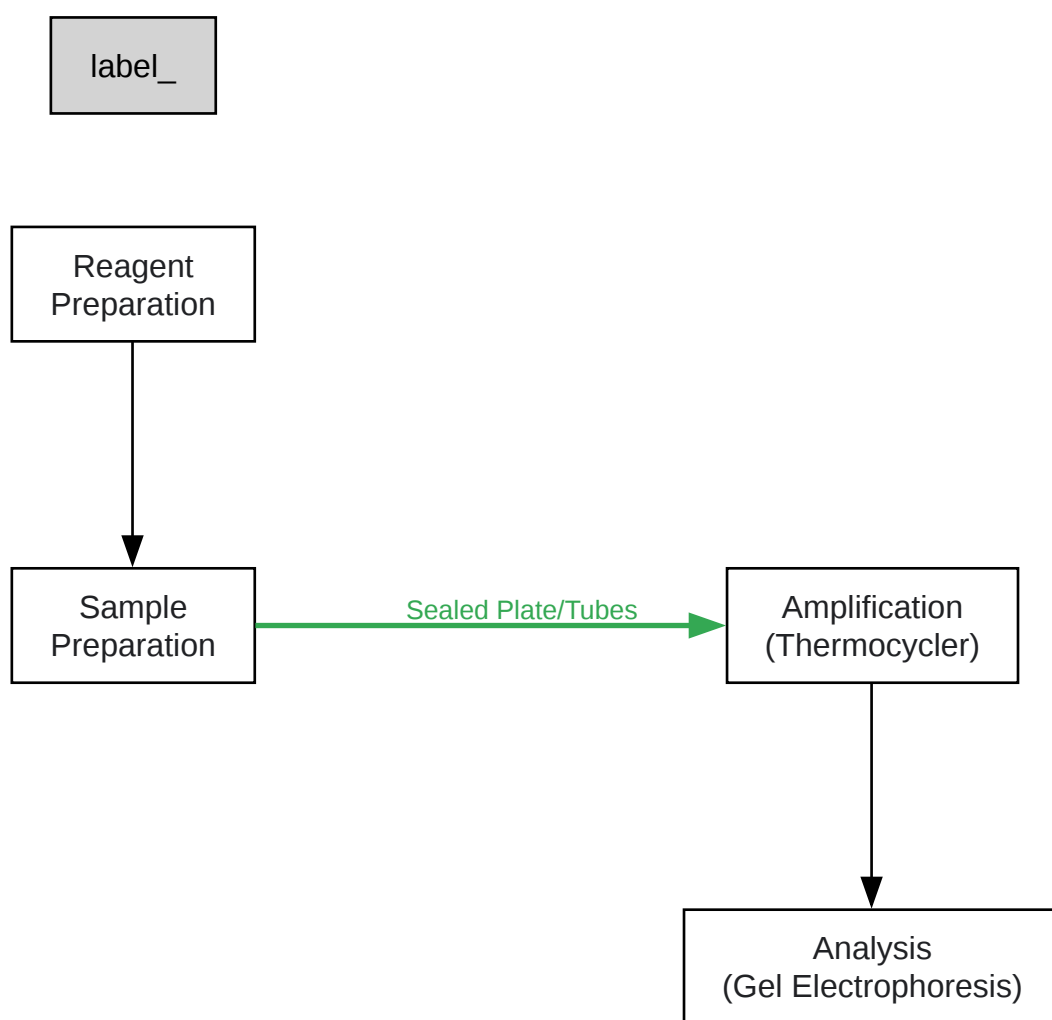 label_
Reagent
Preparation
Sample
Preparation
Sealed Plate/Tubes
Amplification
(Thermocycler)
Analysis
(Gel Electrophoresis)